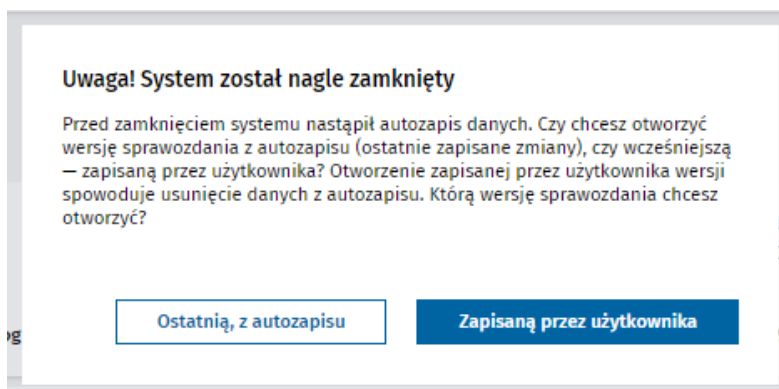 Uwaga! System został nagle zamknięty
Przed zamknięciem systemu nastąpił autozapis danych. Czy chcesz otworzyć
wersję sprawozdania z autozapisu (ostatnie zapisane zmiany), czy wcześniejszą
— zapisaną przez użytkownika? Otworzenie zapisanej przez użytkownika wersji
spowoduje usunięcie danych z autozapisu. Którą wersję sprawozdania chcesz
otworzyć?
Ostatnią, z autozapisu
Zapisaną przez użytkownika